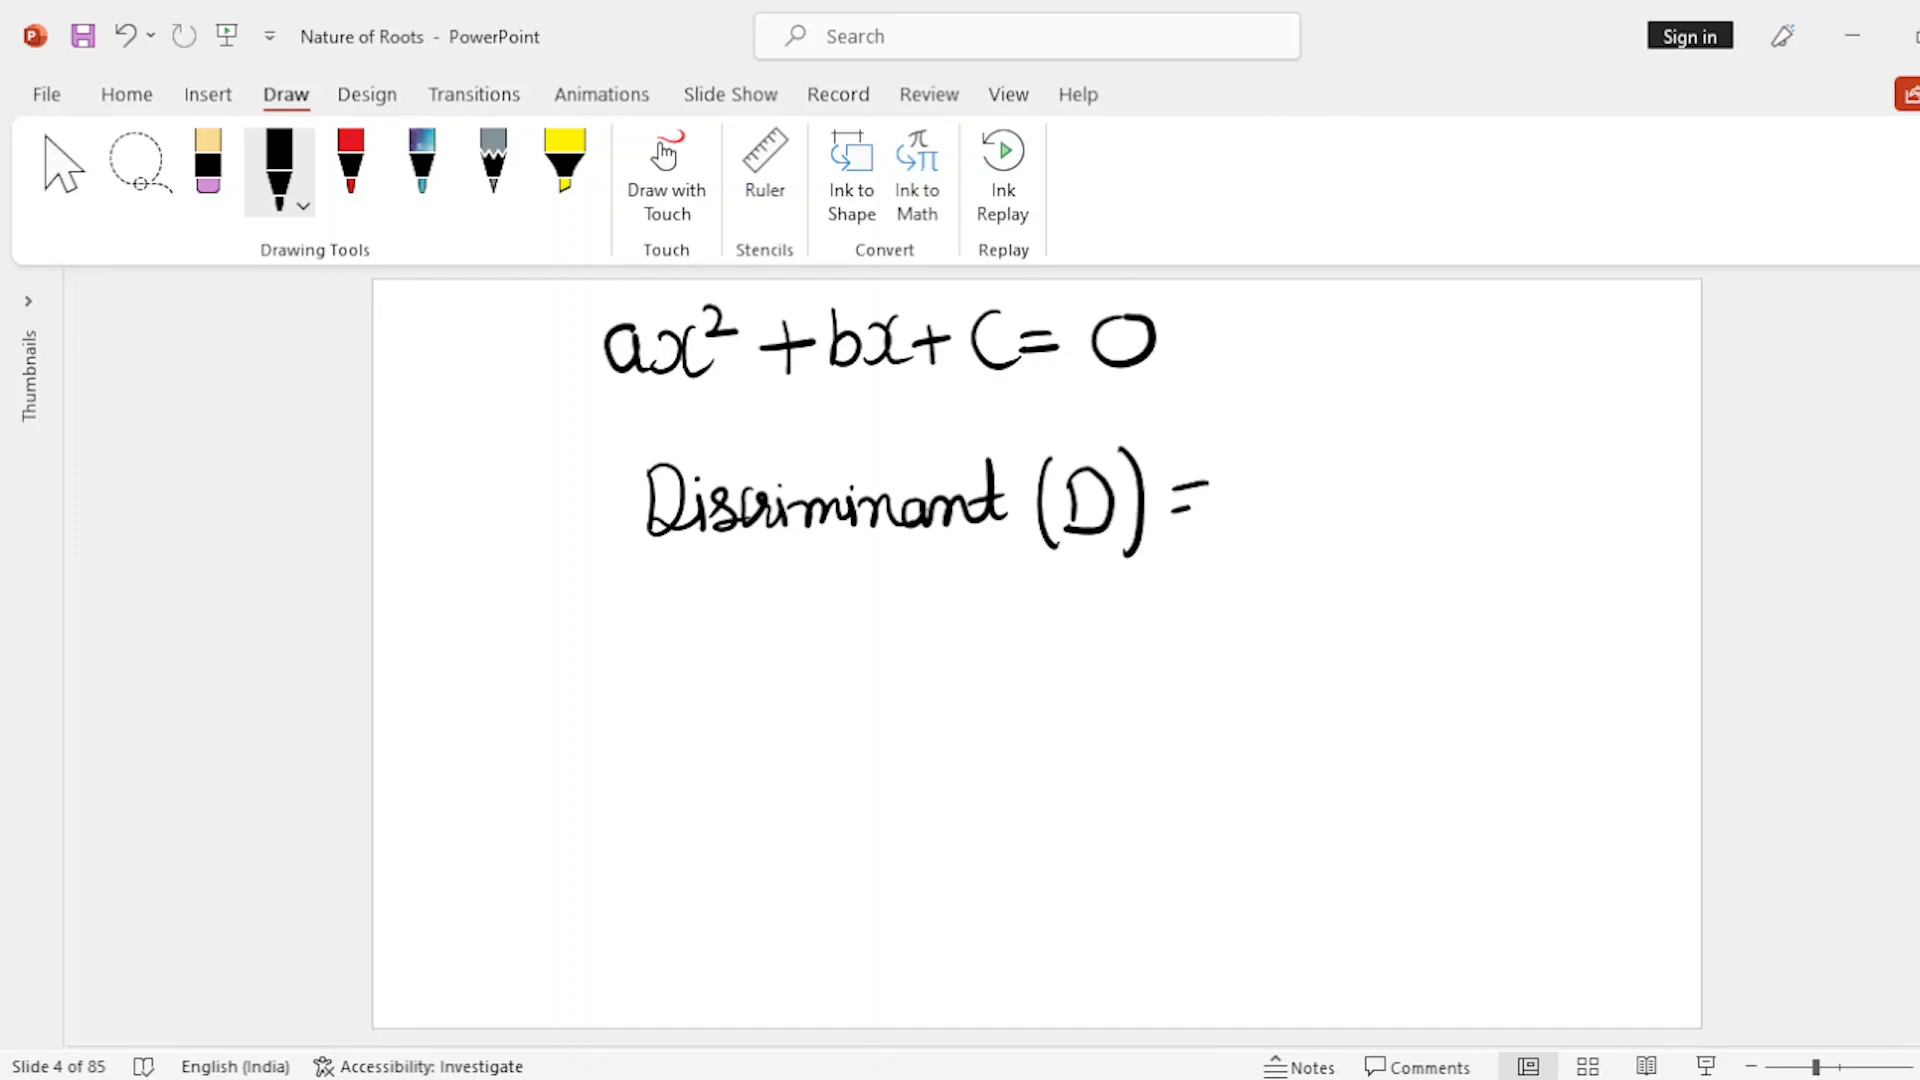 Nature of Roots - PowerPoint
Search
Sign in
File Home Insert Draw Design Transitions Animations Slide Show Record Review View Help
Draw with Touch
Ruler
Ink to Shape
Ink to Math
Ink Replay
Drawing Tools Touch Stencils Convert Replay
Thumbnails
ax² + bx + c = 0
Discriminant (D) =
Slide 4 of 85 English (India) Accessibility: Investigate Notes Comments